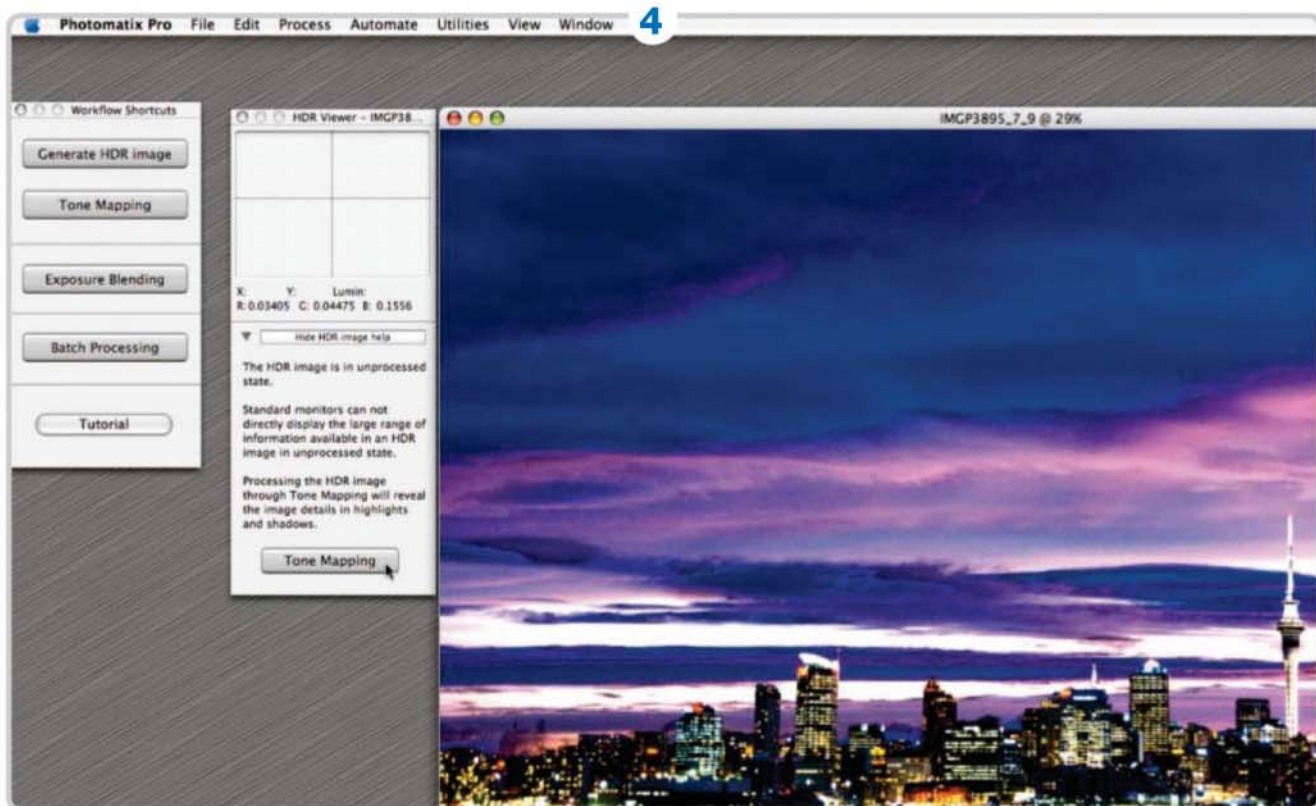 4
Photomatix Pro File Edit Process Automate Utilities View Window
Workflow Shortcuts
Generate HDR image
Tone Mapping
Exposure Blending
Batch Processing
Tutorial
HDR Viewer - IMGP38...
X: Y: Lumin:
R: 0.03405 G: 0.04475 B: 0.1556
Hide HDR image help
The HDR image is in unprocessed
state.
Standard monitors can not
directly display the large range of
information available in an HDR
image in unprocessed state.
Processing the HDR image
through Tone Mapping will reveal
the image details in highlights
and shadows.
Tone Mapping
IMGP3895_7_9 @ 29%